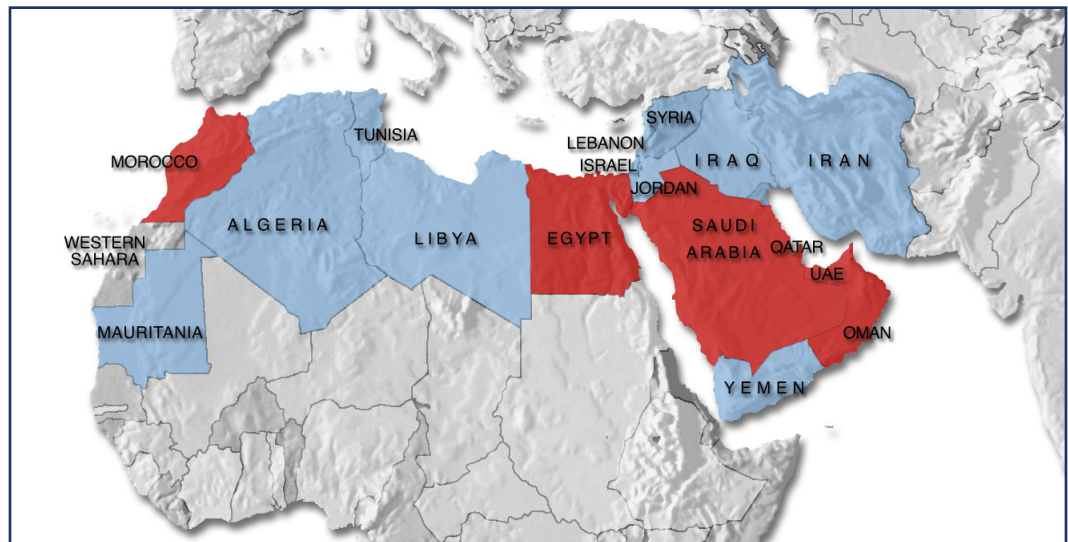 MOROCCO
WESTERN
SAHARA
MAURITANIA
ALGERIA
TUNISIA
LIBYA
EGYPT
LEBANON
ISRAEL
SYRIA
JORDAN
IRAQ
IRAN
SAUDI
ARABIA
QATAR
UAE
OMAN
YEMEN